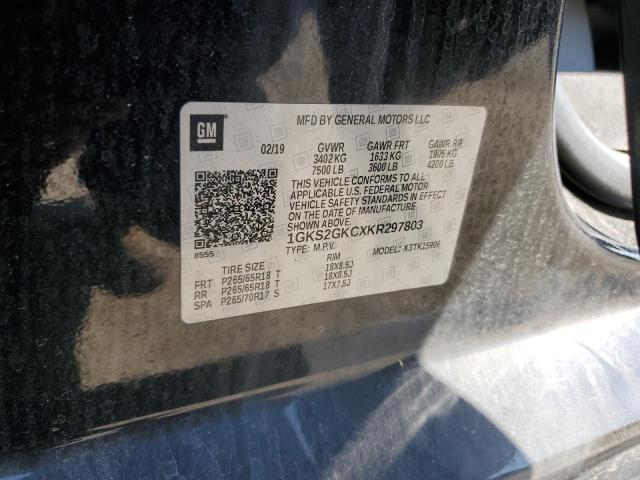 GM
MFD BY GENERAL MOTORS LLC
02/19 GVWR GAWR FRT GAWR RR
3402 KG 1633 KG 1905 KG
7500 LB 3600 LB 4200 LB
THIS VEHICLE CONFORMS TO ALL
APPLICABLE U.S. FEDERAL MOTOR
VEHICLE SAFETY STANDARDS IN
EFFECT ON THE DATE OF MANUFACTURE
SHOWN ABOVE.
1GKS2GKCXKR297803
8555
TYPE: M.P.V. MODEL: K3TK15906
TIRE SIZE RIM
FRT P265/65R18 T 18X8.5J
RR P265/65R18 T 18X8.5J
SPA P265/70R17 S 17X7.5J